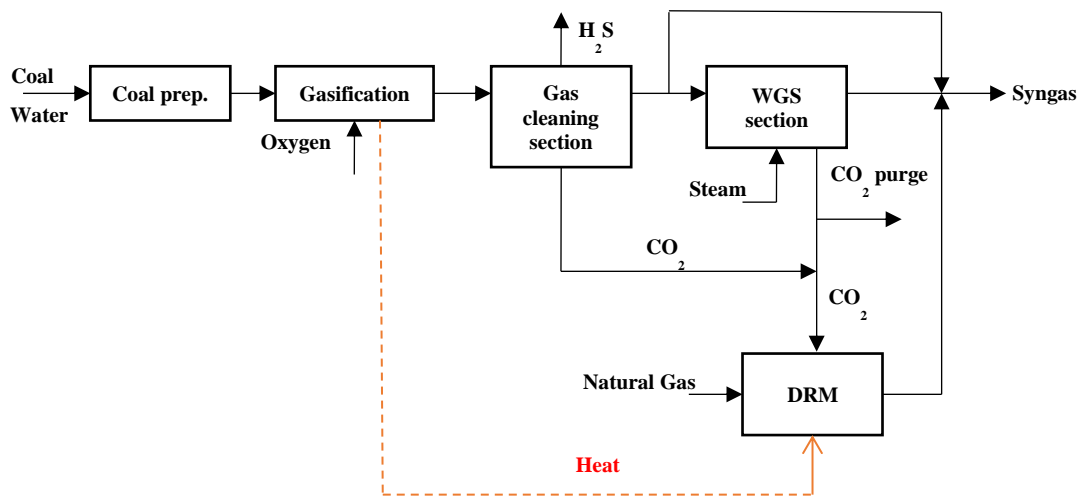 H₂S
Coal
Water
Coal prep.
Gasification
Gas
cleaning
section
WGS
section
Syngas
Oxygen
Steam
CO₂ purge
CO₂
CO₂
Natural Gas
DRM
Heat